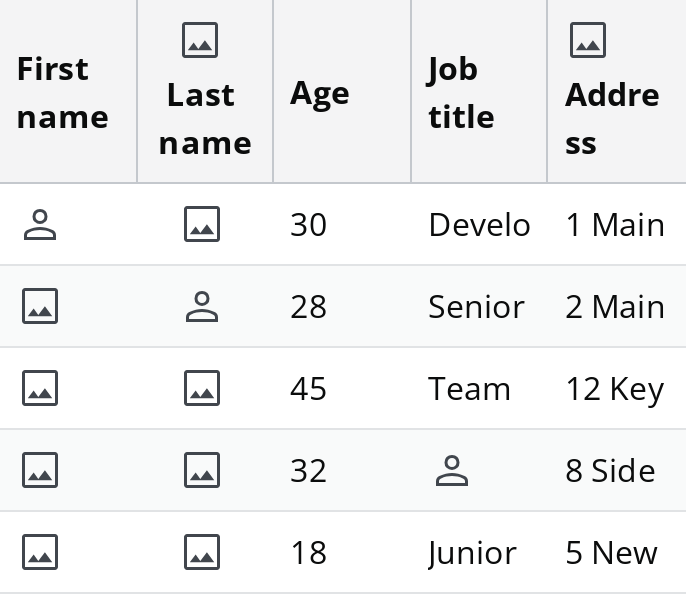 First name Last name Age Job title Address
30 Develo 1 Main
28 Senior 2 Main
45 Team 12 Key
32 8 Side
18 Junior 5 New